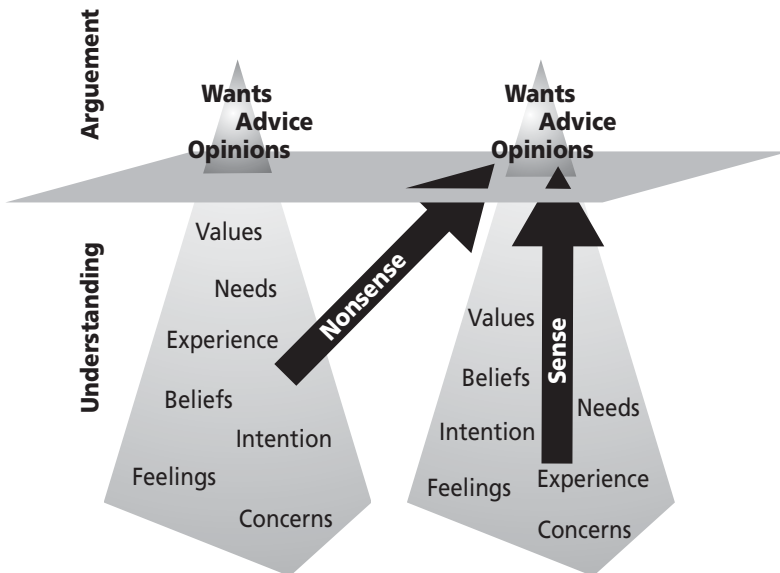 Arguement
Wants
Advice
Opinions
Wants
Advice
Opinions
Understanding
Values
Needs
Experience
Beliefs
Intention
Feelings
Concerns
Nonsense
Values
Beliefs
Needs
Intention
Feelings
Experience
Concerns
Sense